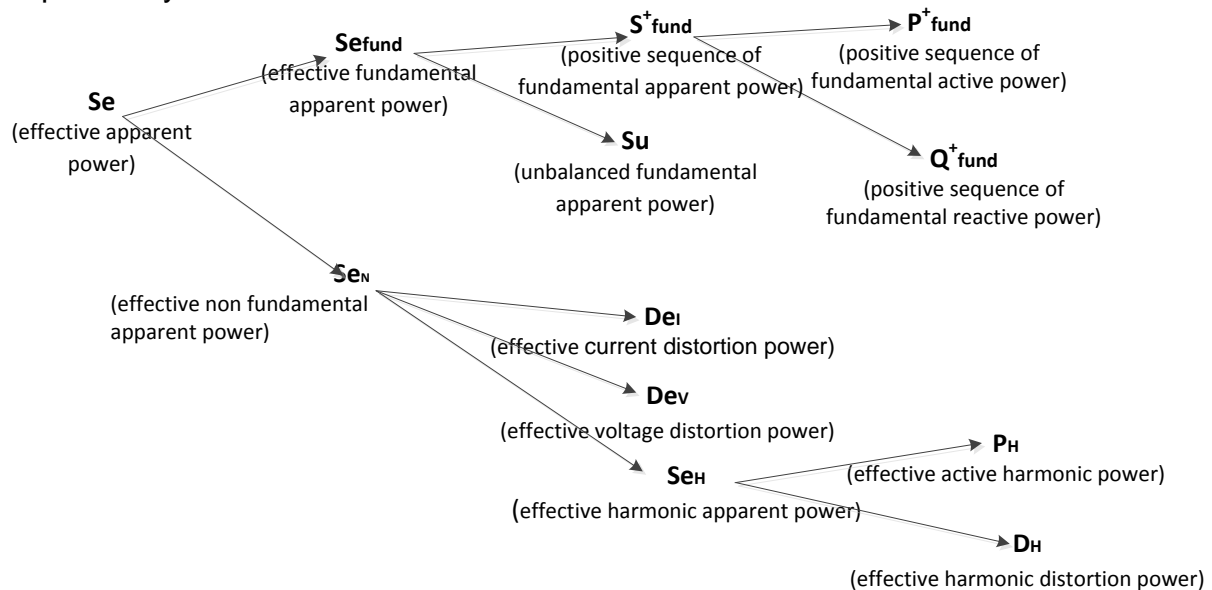 Se
(effective apparent
power)
Sefund
(effective fundamental
apparent power)
S+fund
(positive sequence of
fundamental apparent power)
P+fund
(positive sequence of
fundamental active power)
Su
(unbalanced fundamental
apparent power)
Q+fund
(positive sequence of
fundamental reactive power)
SeN
(effective non fundamental
apparent power)
DeI
(effective current distortion power)
DeV
(effective voltage distortion power)
SeH
(effective harmonic apparent power)
PH
(effective active harmonic power)
DH
(effective harmonic distortion power)